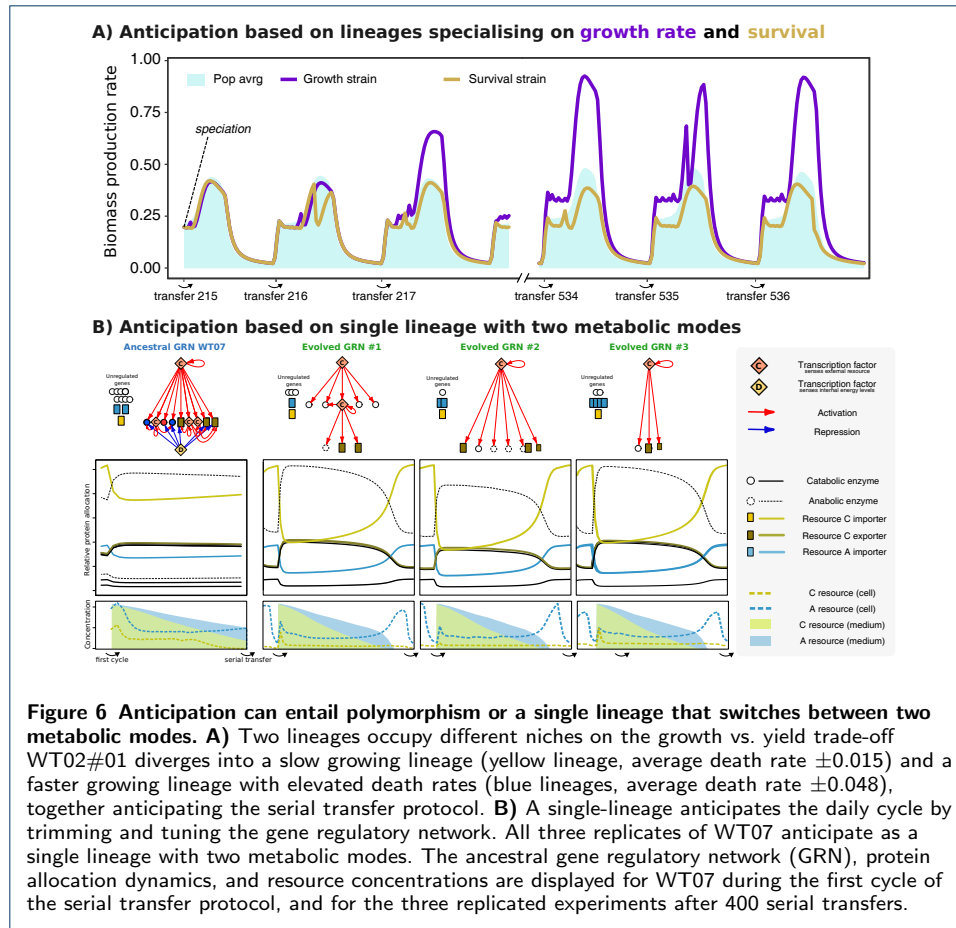 A) Anticipation based on lineages specialising on growth rate and survival
Biomass production rate
1.00
0.75
0.50
0.25
0.00
Pop avrg
Growth strain
Survival strain
speciation
transfer 215
transfer 216
transfer 217
transfer 534
transfer 535
transfer 536
B) Anticipation based on single lineage with two metabolic modes
Ancestral GRN WT07
Evolved GRN #1
Evolved GRN #2
Evolved GRN #3
Unregulated
genes
Unregulated
genes
Unregulated
genes
Unregulated
genes
C
D
C
C
C
C
Relative protein allocation
Concentration
first cycle
serial transfer
C
Transcription factor
senses external resource
D
Transcription factor
senses internal energy levels
Activation
Repression
Catabolic enzyme
Anabolic enzyme
Resource C importer
Resource C exporter
Resource A importer
C resource (cell)
A resource (cell)
C resource (medium)
A resource (medium)
Figure 6 Anticipation can entail polymorphism or a single lineage that switches between two
metabolic modes. A) Two lineages occupy different niches on the growth vs. yield trade-off
WT02#01 diverges into a slow growing lineage (yellow lineage, average death rate ±0.015) and a
faster growing lineage with elevated death rates (blue lineages, average death rate ±0.048),
together anticipating the serial transfer protocol. B) A single-lineage anticipates the daily cycle by
trimming and tuning the gene regulatory network. All three replicates of WT07 anticipate as a
single lineage with two metabolic modes. The ancestral gene regulatory network (GRN), protein
allocation dynamics, and resource concentrations are displayed for WT07 during the first cycle of
the serial transfer protocol, and for the three replicated experiments after 400 serial transfers.